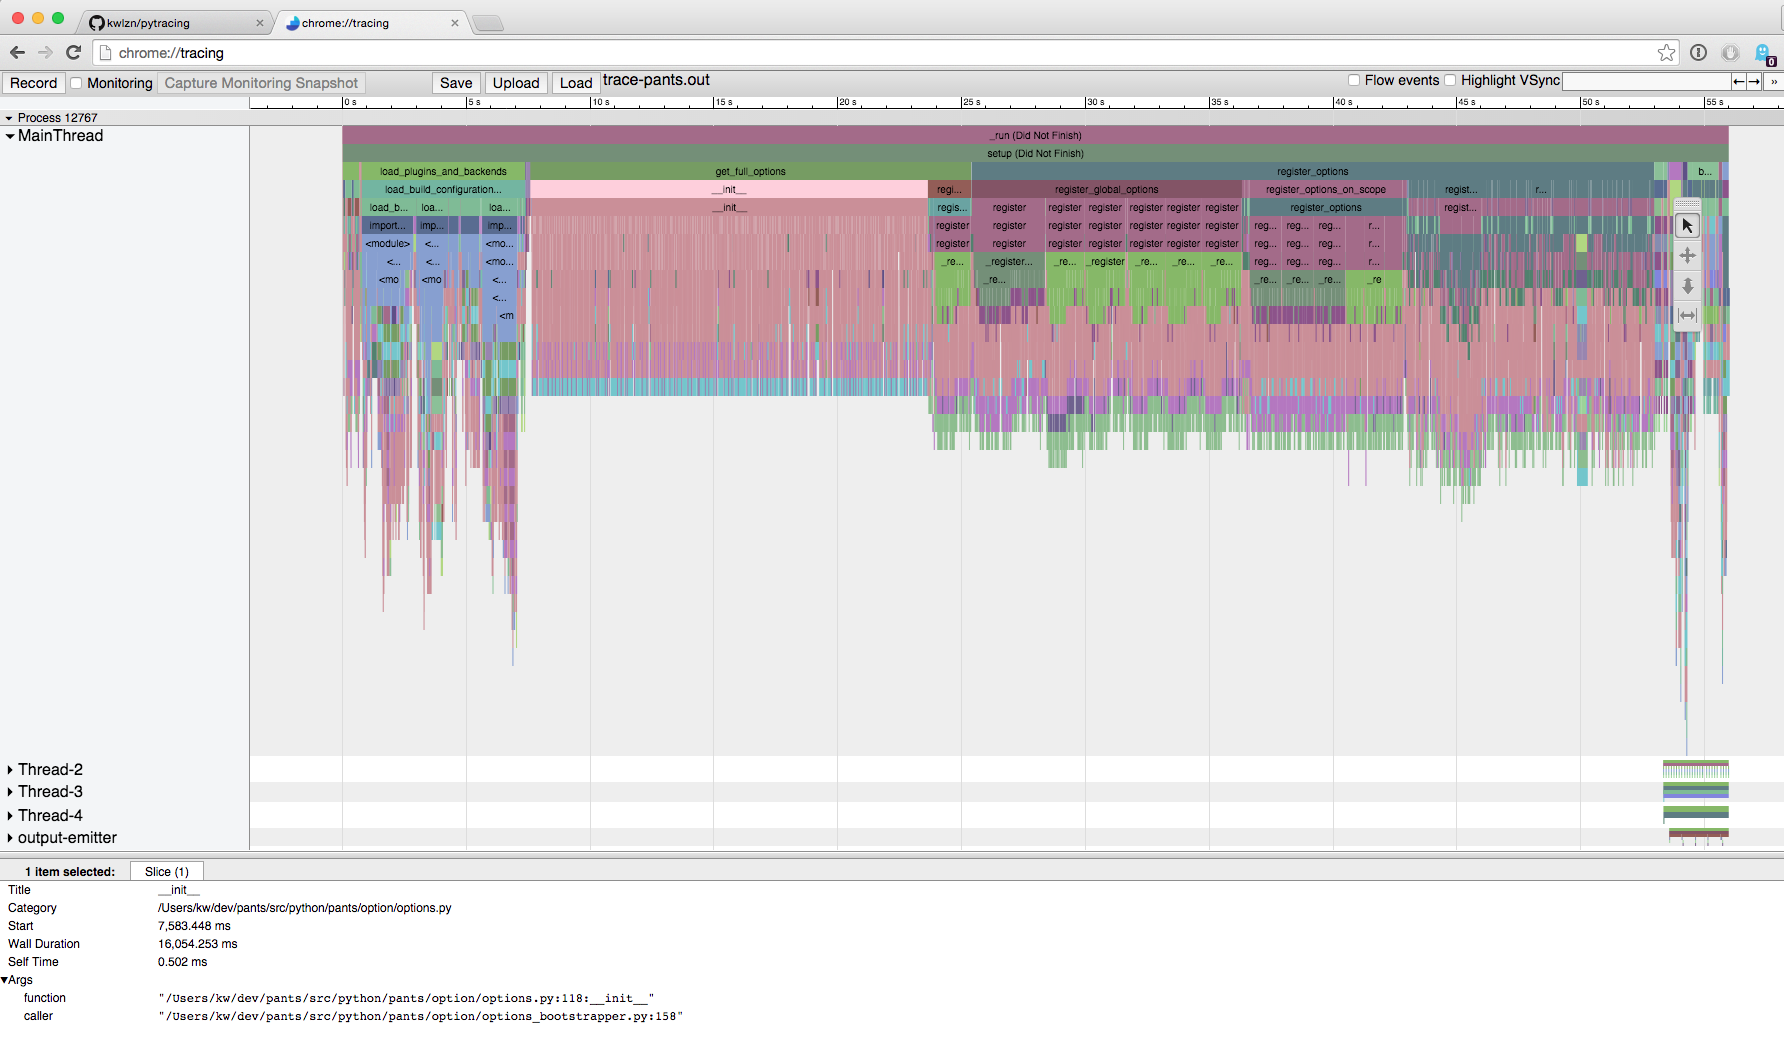 kwlzn/pytracing
chrome://tracing
chrome://tracing
0
Record Monitoring Capture Monitoring Snapshot Save Upload Load trace-pants.out Flow events Highlight VSync ← → »
0 s 5 s 10 s 15 s 20 s 25 s 30 s 35 s 40 s 45 s 50 s 55 s
Process 12767
MainThread
_run (Did Not Finish)
setup (Did Not Finish)
load_plugins_and_backends get_full_options register_options b...
load_build_configuration... __init__ regi... register_global_options register_options_on_scope regist... r...
load_b... loa... loa... __init__ regis... register register register register register register register_options regist...
import... imp... imp... register register register register register register register reg... reg... reg... r...
<module> <... <mo... register register register register register register register reg... reg... reg... r...
<... <... <mo... _re... _register... _re... _register _re... _re... _re... reg... reg... reg... r...
<mo <mo <... _re... _re... _re... _re... _re
<...
<m
Thread-2
Thread-3
Thread-4
output-emitter
1 item selected: Slice (1)
Title __init__
Category /Users/kw/dev/pants/src/python/pants/option/options.py
Start 7,583.448 ms
Wall Duration 16,054.253 ms
Self Time 0.502 ms
Args
function "/Users/kw/dev/pants/src/python/pants/option/options.py:118:__init__"
caller "/Users/kw/dev/pants/src/python/pants/option/options_bootstrapper.py:158"